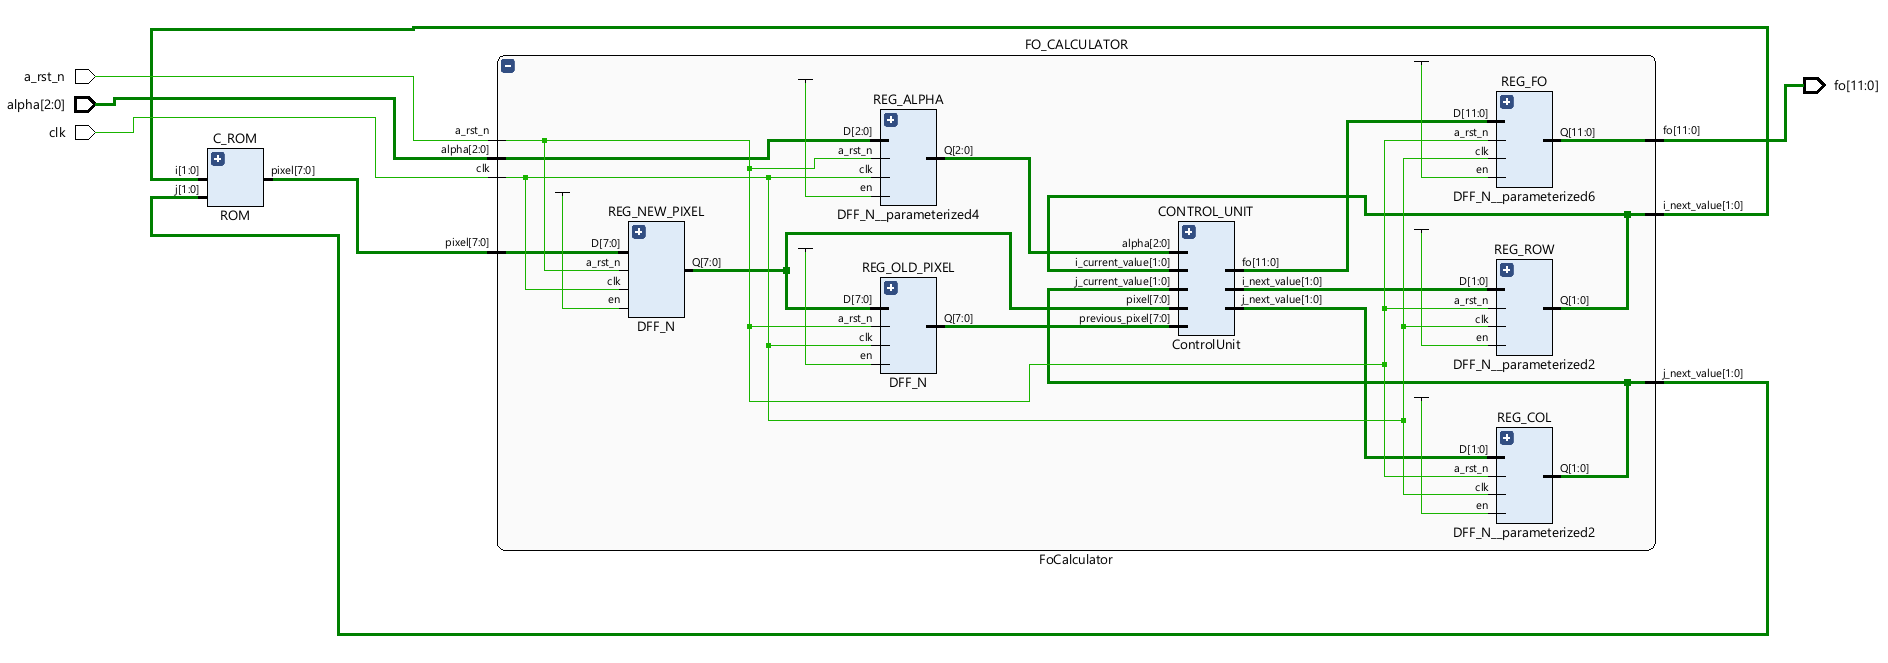 FO_CALCULATOR
a_rst_n
alpha[2:0]
clk
C_ROM
i[1:0]
j[1:0]
pixel[7:0]
ROM
a_rst_n
alpha[2:0]
clk
pixel[7:0]
REG_NEW_PIXEL
D[7:0]
a_rst_n
clk
en
Q[7:0]
DFF_N
REG_ALPHA
D[2:0]
a_rst_n
clk
en
Q[2:0]
DFF_N__parameterized4
REG_OLD_PIXEL
D[7:0]
a_rst_n
clk
en
Q[7:0]
DFF_N
CONTROL_UNIT
alpha[2:0]
i_current_value[1:0]
j_current_value[1:0]
pixel[7:0]
previous_pixel[7:0]
fo[11:0]
i_next_value[1:0]
j_next_value[1:0]
ControlUnit
REG_FO
D[11:0]
a_rst_n
clk
en
Q[11:0]
DFF_N__parameterized6
REG_ROW
D[1:0]
a_rst_n
clk
en
Q[1:0]
DFF_N__parameterized2
REG_COL
D[1:0]
a_rst_n
clk
en
Q[1:0]
DFF_N__parameterized2
fo[11:0]
i_next_value[1:0]
j_next_value[1:0]
fo[11:0]
FoCalculator